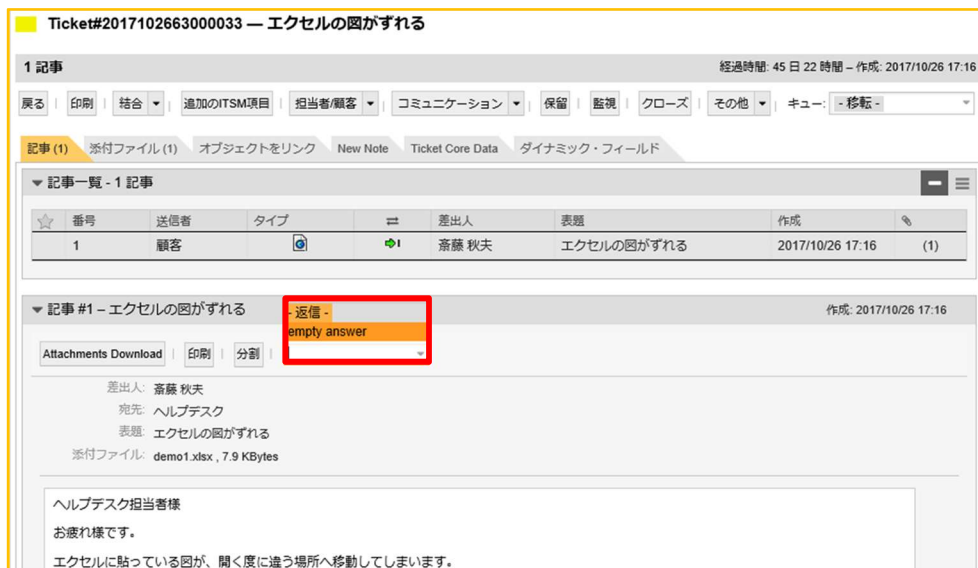 Ticket#2017102663000033 — エクセルの図がずれる
1 記事 経過時間: 45 日 22 時間 – 作成: 2017/10/26 17:16
戻る 印刷 結合 追加のITSM項目 担当者/顧客 コミュニケーション 保留 監視 クローズ その他 キュー: - 移転 -
記事 (1) 添付ファイル (1) オブジェクトをリンク New Note Ticket Core Data ダイナミック・フィールド
記事一覧 - 1 記事
番号 送信者 タイプ 差出人 表題 作成
1 顧客 斎藤 秋夫 エクセルの図がずれる 2017/10/26 17:16 (1)
記事 #1 – エクセルの図がずれる 作成: 2017/10/26 17:16
- 返信 -
empty answer
Attachments Download 印刷 分割
差出人: 斎藤 秋夫
宛先: ヘルプデスク
表題: エクセルの図がずれる
添付ファイル: demo1.xlsx , 7.9 KBytes
ヘルプデスク担当者様
お疲れ様です。
エクセルに貼っている図が、開く度に違う場所へ移動してしまいます。